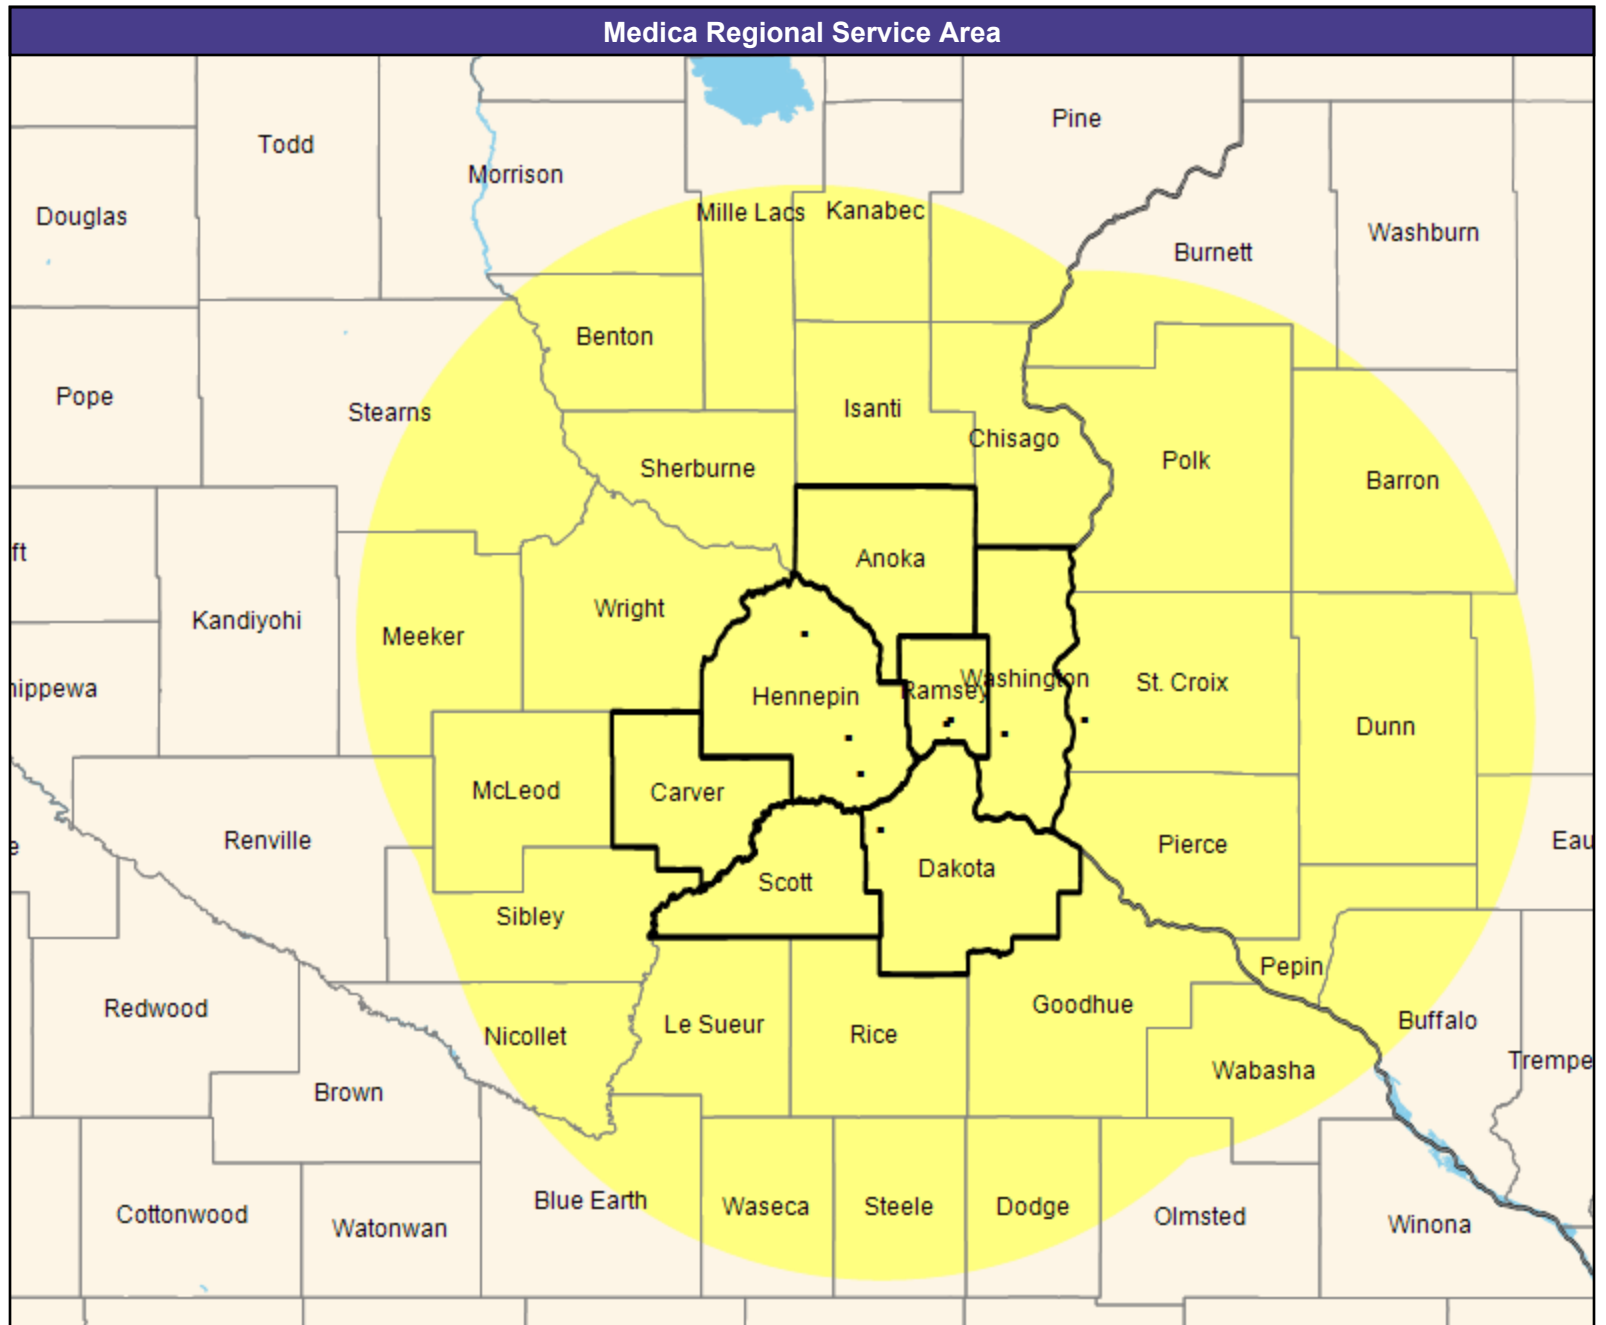 Medica Regional Service Area
Pine
Todd
Morrison
Mille Lacs
Kanabec
Douglas
Washburn
Burnett
Benton
Pope
Stearns
Isanti
Chisago
Polk
Sherburne
Barron
ft
Anoka
Wright
Kandiyohi
Meeker
Washington
St. Croix
hippewa
Hennepin
Ramsey
Dunn
McLeod
Carver
e
Renville
Pierce
Eau
Dakota
Scott
Sibley
Pepin
Redwood
Goodhue
Nicollet
Le Sueur
Rice
Buffalo
Trempe
Wabasha
Brown
Blue Earth
Waseca
Steele
Dodge
Cottonwood
Watonwan
Olmsted
Winona